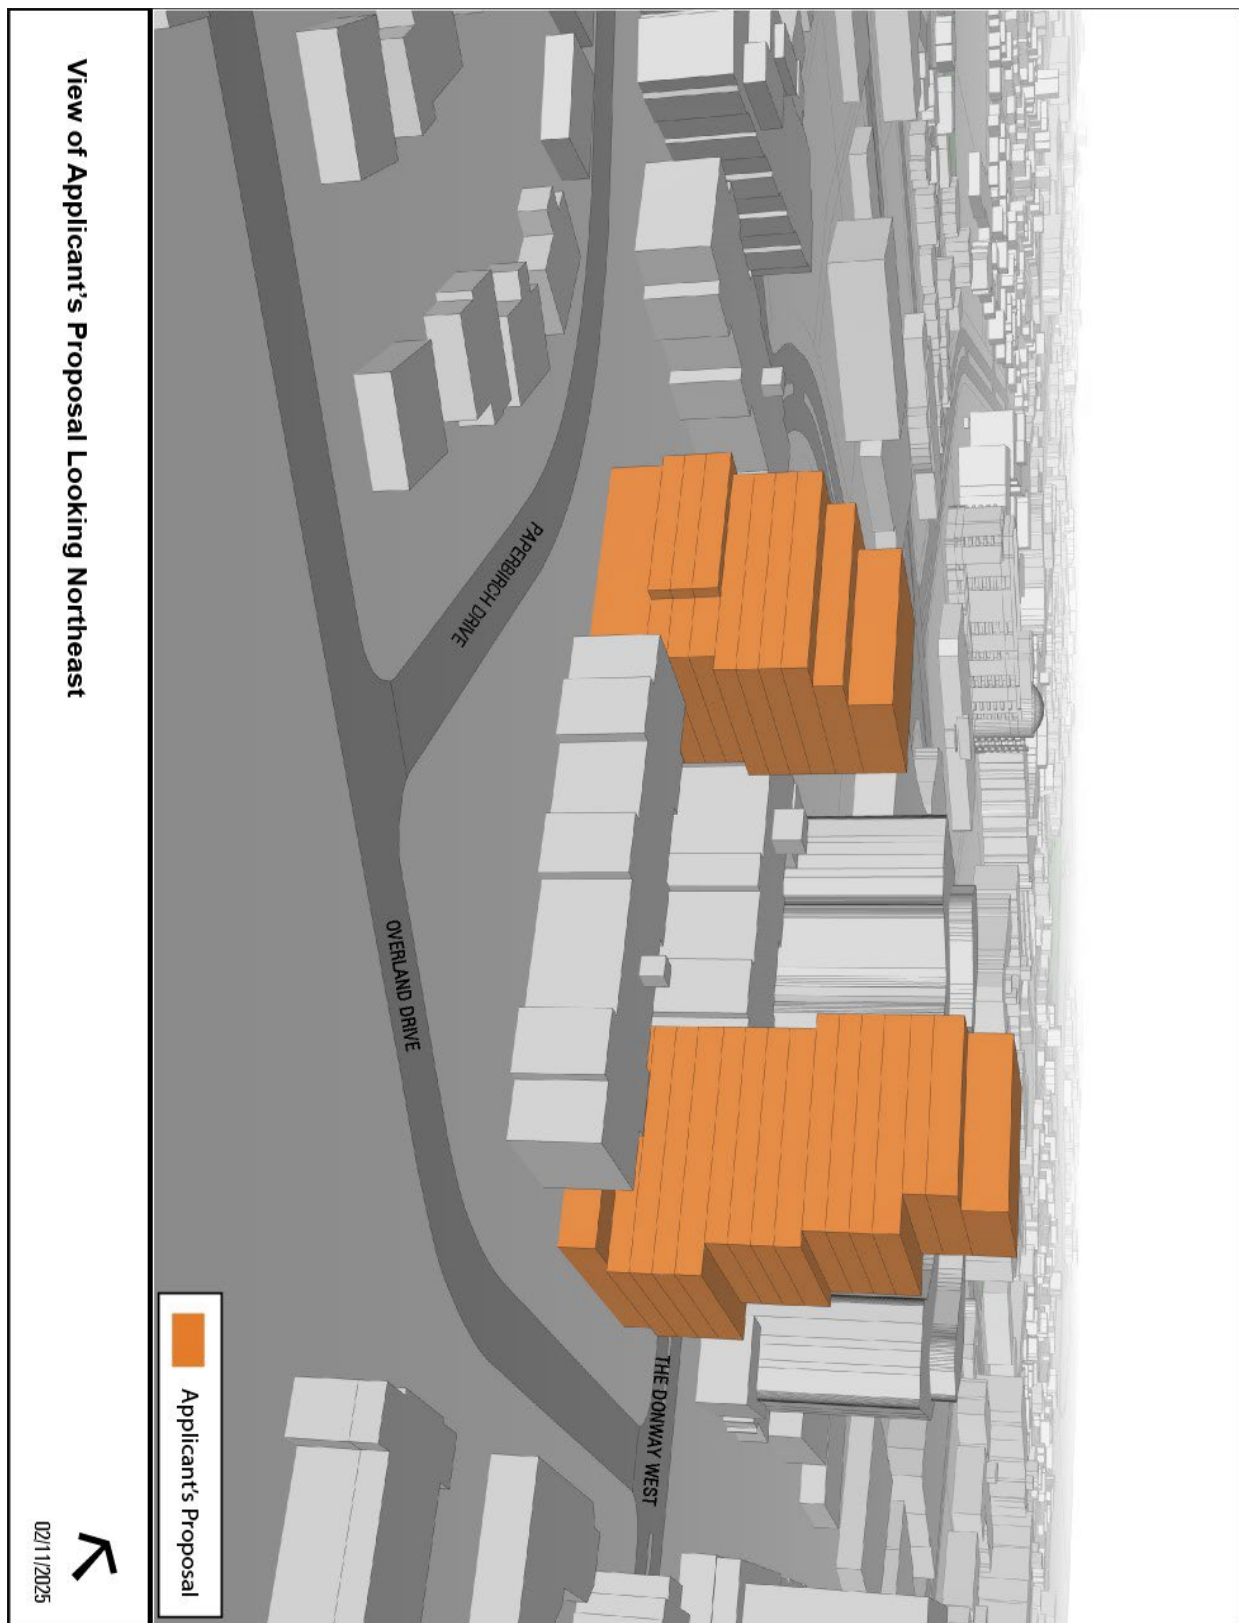 PAPERBIRCH DRIVE
OVERLAND DRIVE
THE DONWAY WEST
Applicant's Proposal
View of Applicant's Proposal Looking Northeast
02/11/2025